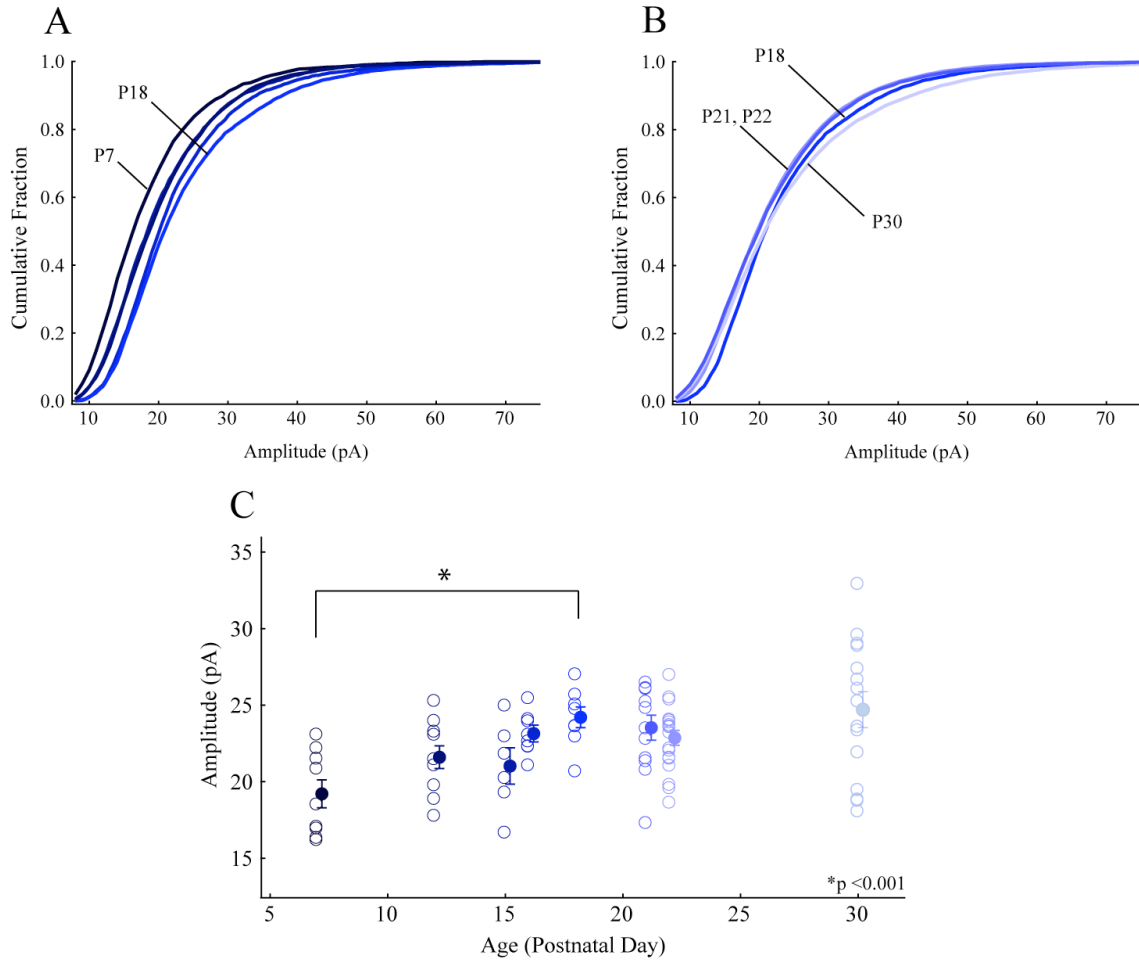 A
1.0
0.8
0.6
0.4
0.2
0.0
P18
P7
Cumulative Fraction
10 20 30 40 50 60 70
Amplitude (pA)
B
1.0
0.8
0.6
0.4
0.2
0.0
P18
P21, P22
P30
Cumulative Fraction
10 20 30 40 50 60 70
Amplitude (pA)
C
35
30
25
20
15
*
Amplitude (pA)
*p <0.001
5 10 15 20 25 30
Age (Postnatal Day)